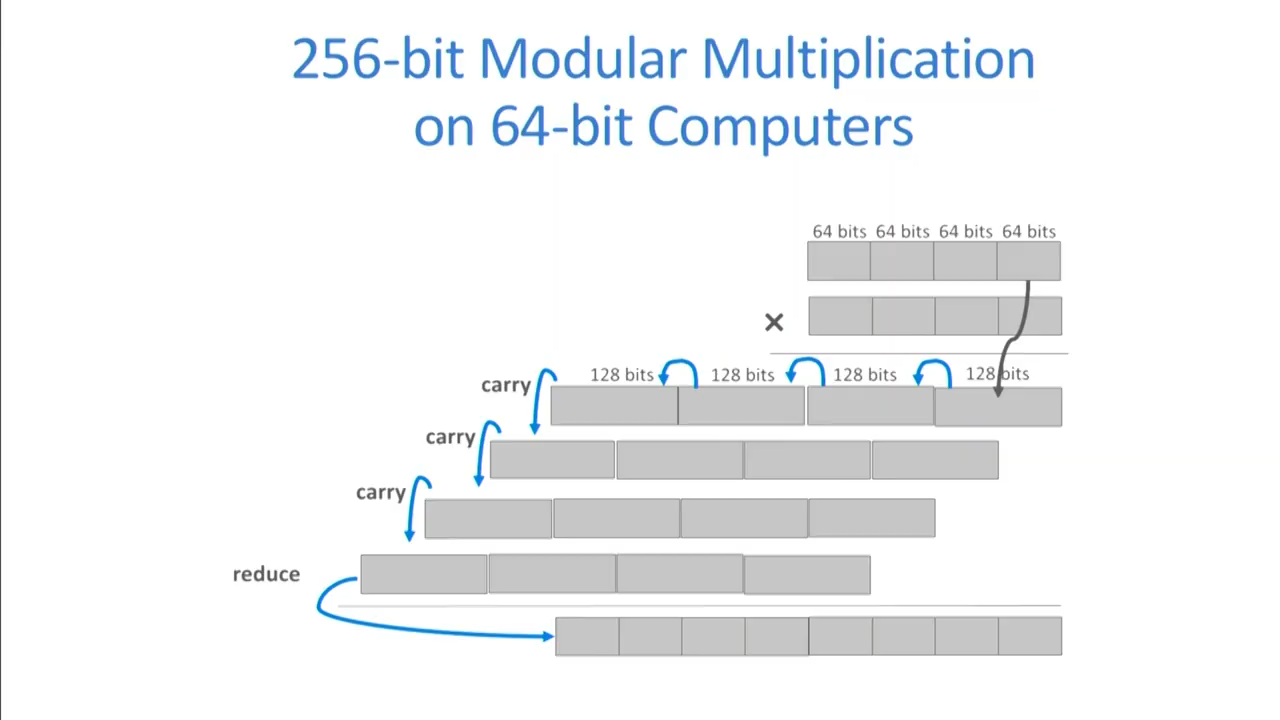 256-bit Modular Multiplication
on 64-bit Computers
64 bits 64 bits 64 bits 64 bits
×
128 bits 128 bits 128 bits 128 bits
carry
carry
carry
reduce